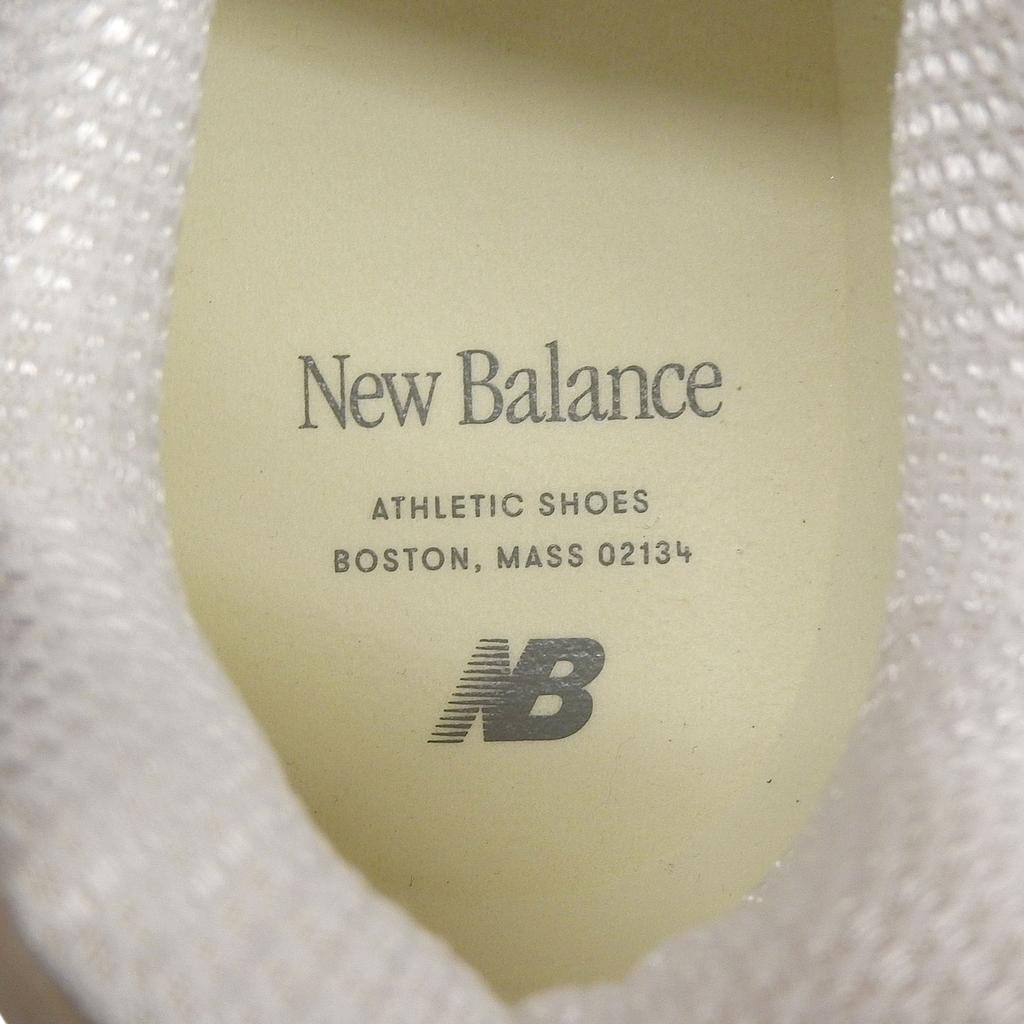 New Balance
ATHLETIC SHOES
BOSTON, MASS 02134
NB